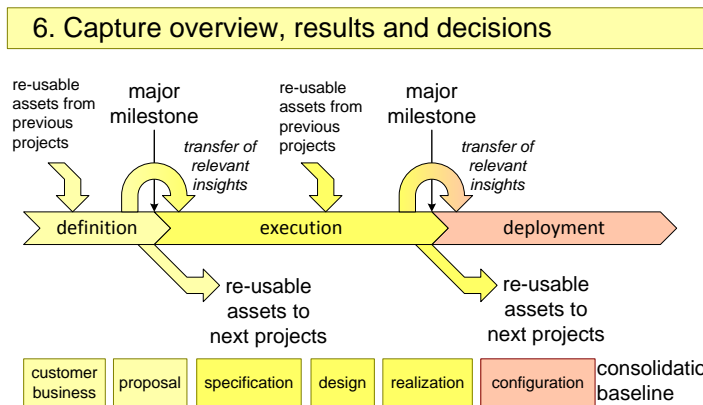 6. Capture overview, results and decisions
re-usable
assets from
previous
projects
major
milestone
transfer of
relevant
insights
re-usable
assets from
previous
projects
major
milestone
transfer of
relevant
insights
definition
execution
deployment
re-usable
assets to
next projects
re-usable
assets to
next projects
customer
business
proposal
specification
design
realization
configuration
consolidatio
baseline